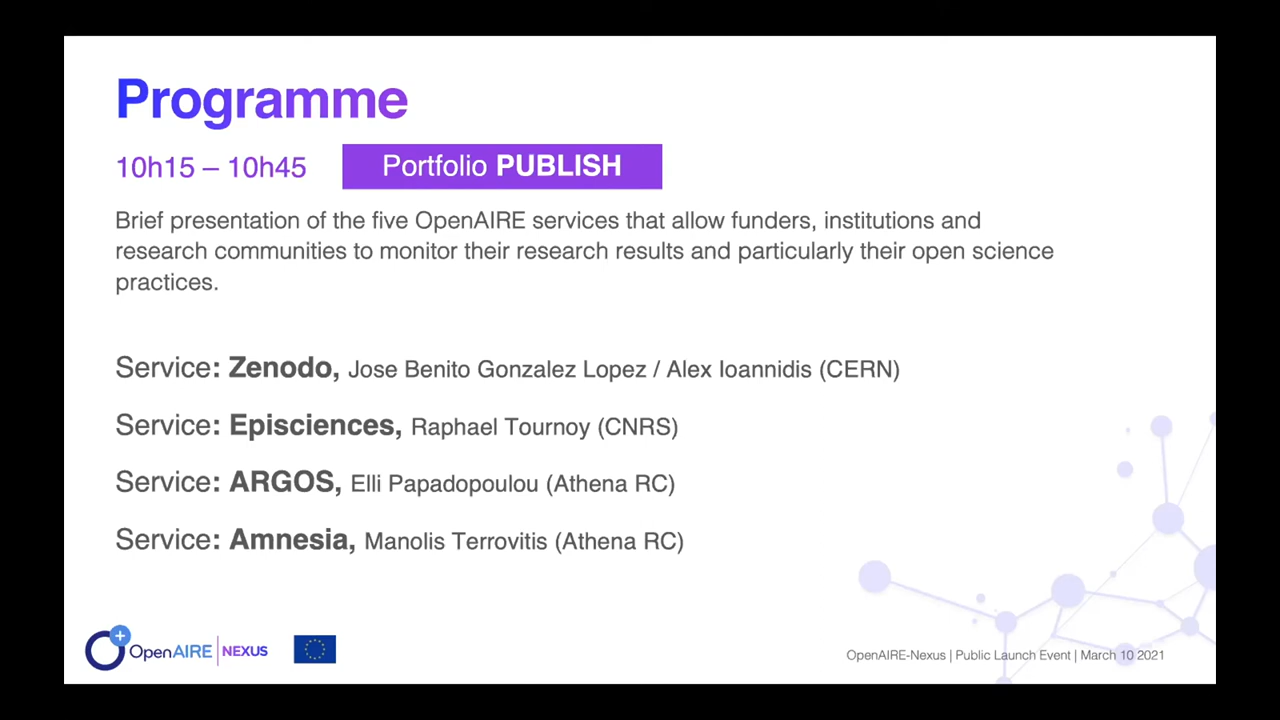 Programme
10h15 – 10h45 Portfolio PUBLISH
Brief presentation of the five OpenAIRE services that allow funders, institutions and
research communities to monitor their research results and particularly their open science
practices.
Service: Zenodo, Jose Benito Gonzalez Lopez / Alex Ioannidis (CERN)
Service: Episciences, Raphael Tournoy (CNRS)
Service: ARGOS, Elli Papadopoulou (Athena RC)
Service: Amnesia, Manolis Terrovitis (Athena RC)
OpenAIRE | NEXUS
OpenAIRE-Nexus | Public Launch Event | March 10 2021